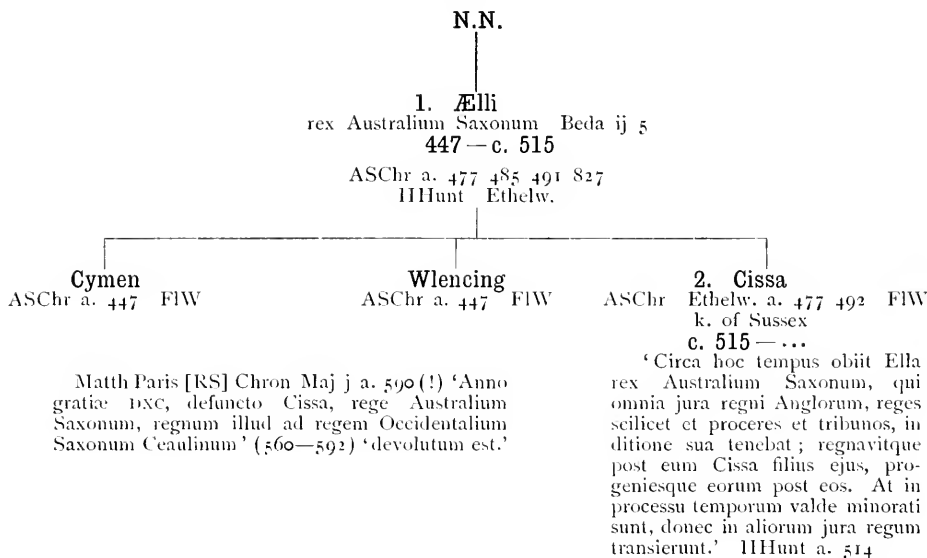 N.N.
1. Ælli
rex Australium Saxonum Beda ij 5
447 — c. 515
ASChr a. 477 485 491 827
HHunt Ethelw.
Cymen
ASChr a. 447 FlW
Wlencing
ASChr a. 447 FlW
2. Cissa
ASChr Ethelw. a. 477 492 FlW
k. of Sussex
c. 515 — ...
Matth Paris [RS] Chron Maj j a. 590 (!) ‘Anno
gratiæ DXC, defuncto Cissa, rege Australium
Saxonum, regnum illud ad regem Occidentalium
Saxonum Ceaulinum’ (560—592) ‘devolutum est.’
‘Circa hoc tempus obiit Ella
rex Australium Saxonum, qui
omnia jura regni Anglorum, reges
scilicet et proceres et tribunos, in
ditione sua tenebat; regnavitque
post eum Cissa filius ejus, pro-
geniesque eorum post eos. At in
processu temporum valde minorati
sunt, donec in aliorum jura regum
transierunt.’ HHunt a. 514